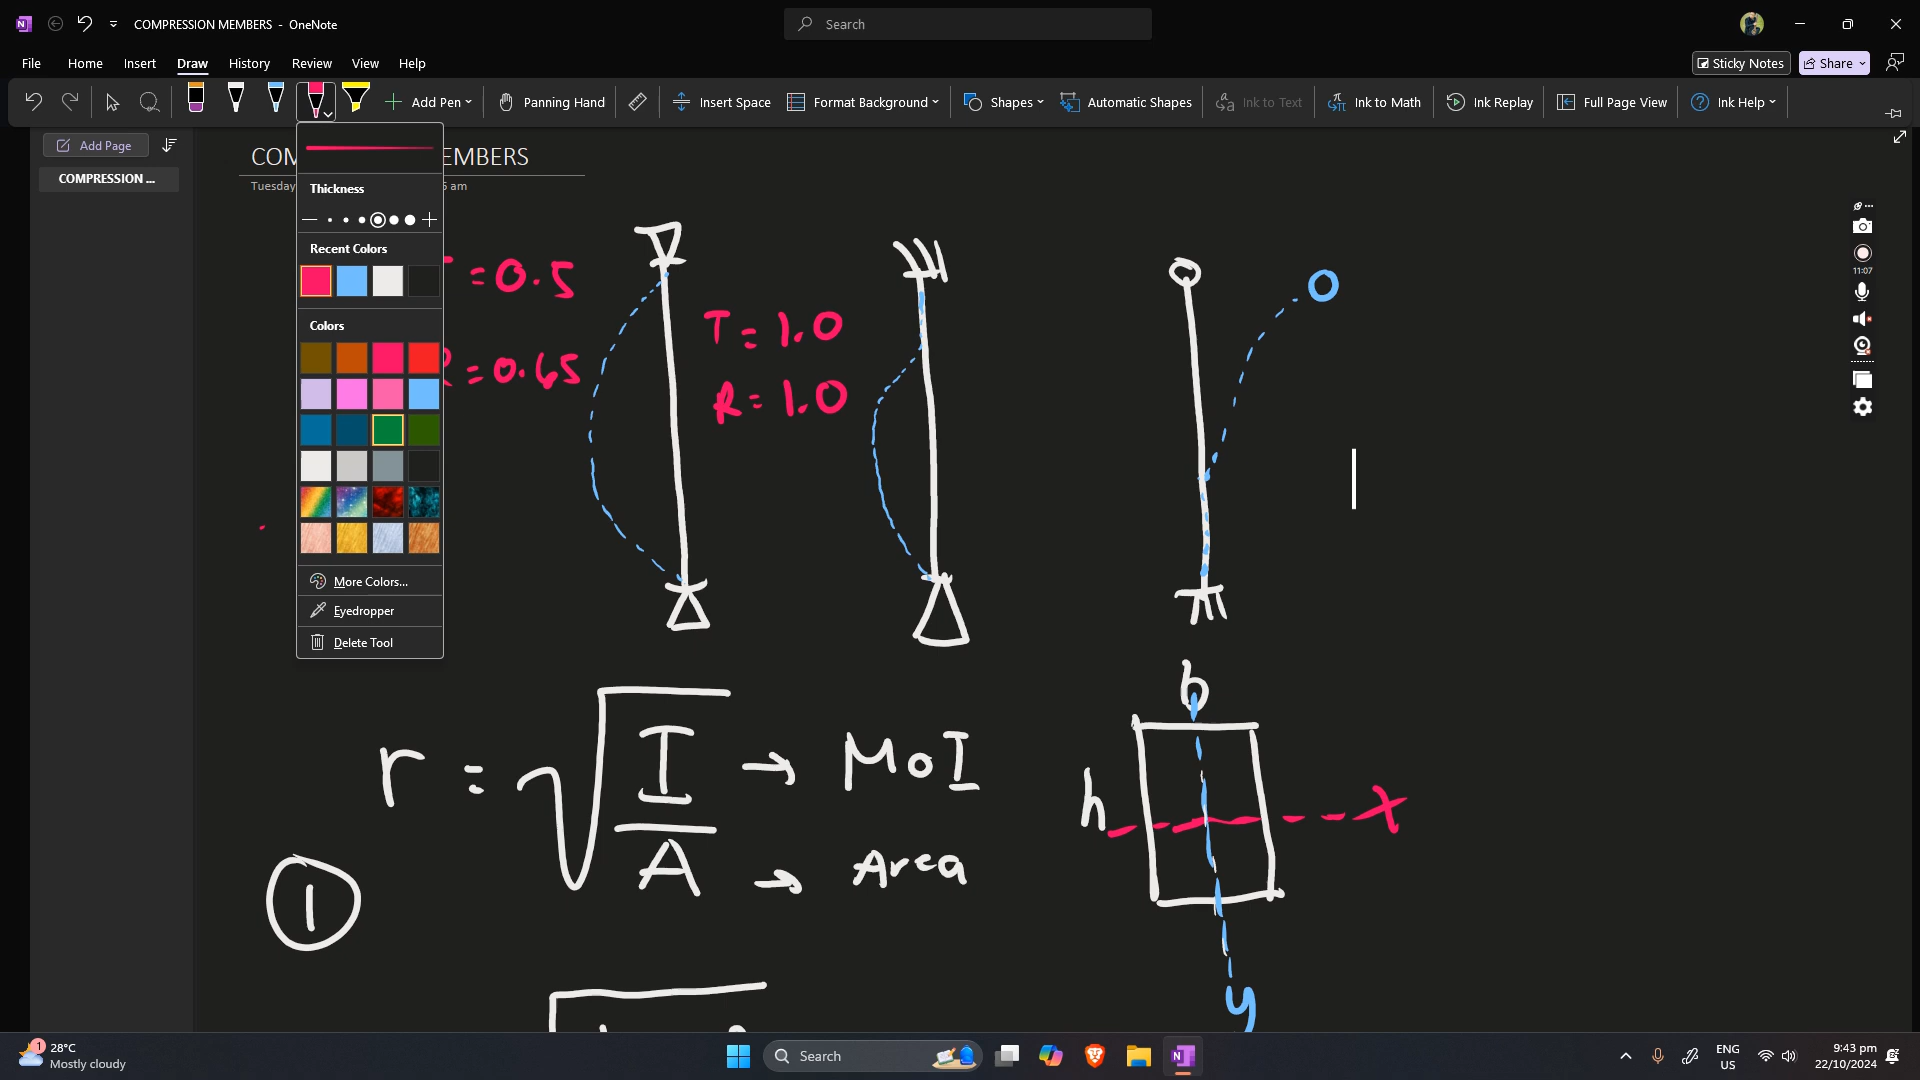 COMPRESSION MEMBERS - OneNote
Search
File Home Insert Draw History Review View Help
Sticky Notes Share
Add Pen Panning Hand Insert Space Format Background Shapes Automatic Shapes Ink to Text Ink to Math Ink Replay Full Page View Ink Help
Add Page
COMPRESSION ...
COM
EMBERS
Tuesday
am
Thickness
Recent Colors
Colors
More Colors...
Eyedropper
Delete Tool
= 0.5
= 0.65
T = 1.0
R = 1.0
11:07
r = √ I → MoI
A → Area
1
b
h
x
y
28°C
Mostly cloudy
1
Search
ENG
US
9:43 pm
22/10/2024